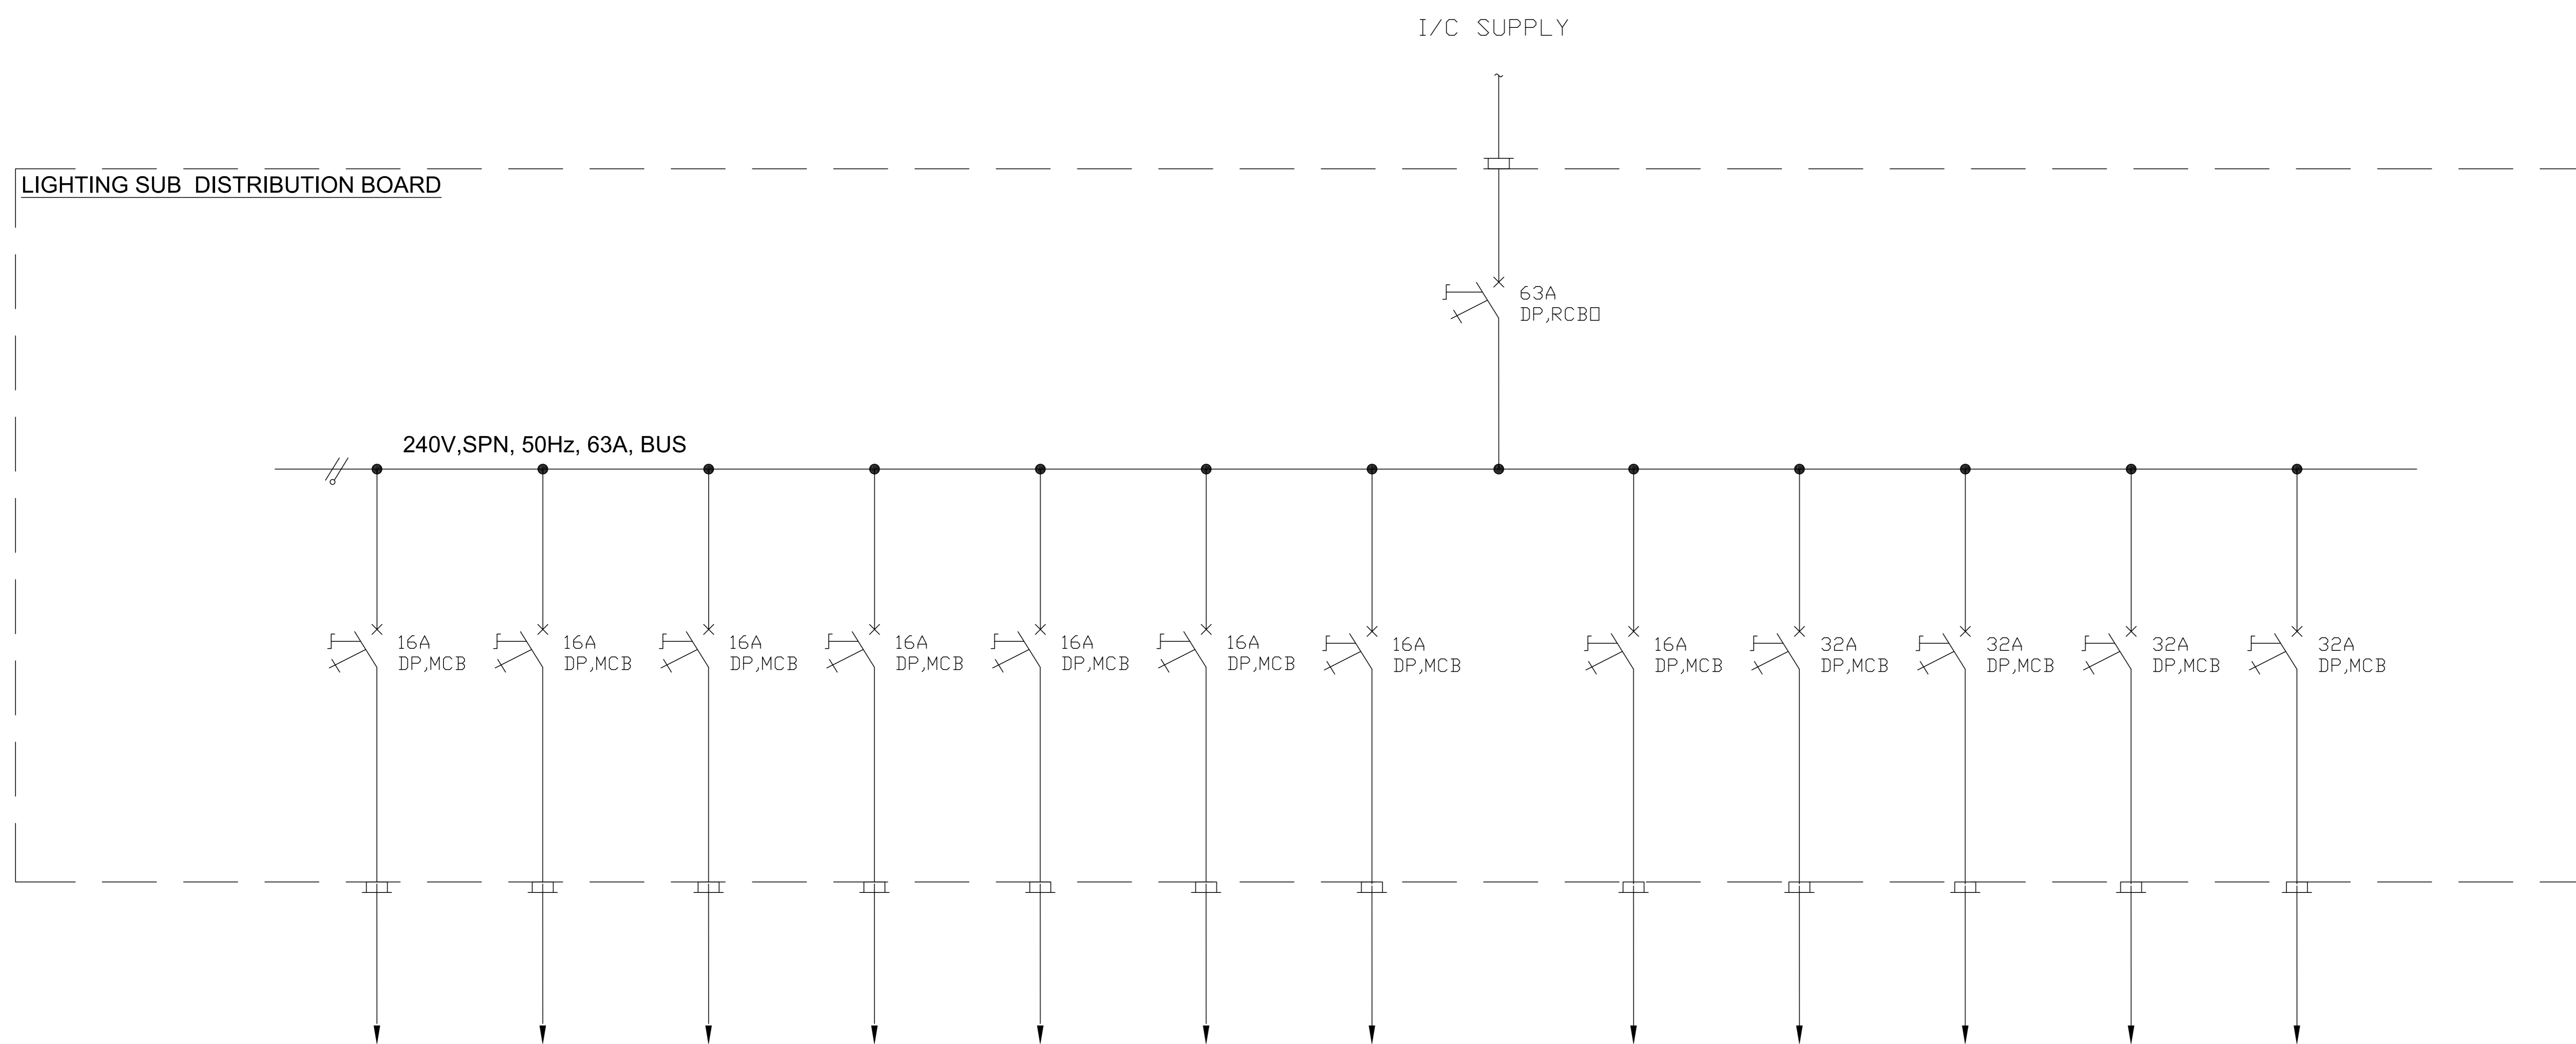 I/C SUPPLY
LIGHTING SUB  DISTRIBUTION BOARD
63A
DP,RCBO
240V,SPN, 50Hz, 63A, BUS
16A
DP,MCB
16A
DP,MCB
16A
DP,MCB
16A
DP,MCB
16A
DP,MCB
16A
DP,MCB
16A
DP,MCB
16A
DP,MCB
32A
DP,MCB
32A
DP,MCB
32A
DP,MCB
32A
DP,MCB